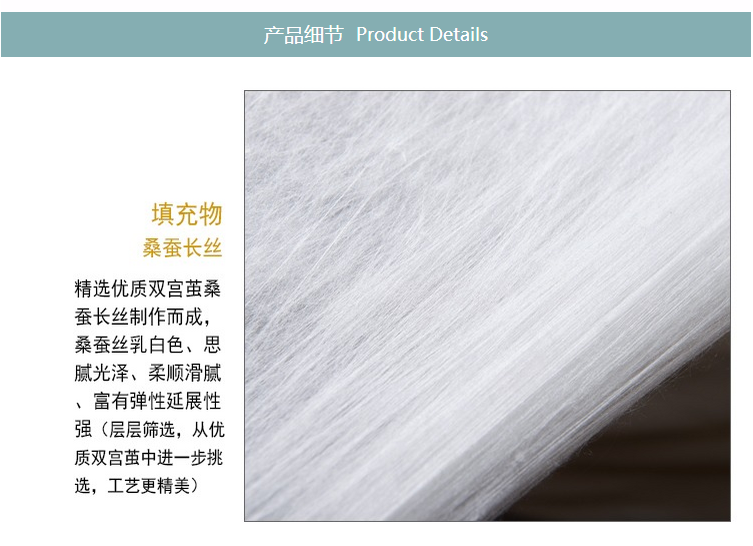 产品细节 Product Details
填充物
桑蚕长丝
精选优质双宫茧桑
蚕长丝制作而成，
桑蚕丝乳白色、思
腻光泽、柔顺滑腻
、富有弹性延展性
强（层层筛选，从优
质双宫茧中进一步挑
选，工艺更精美）